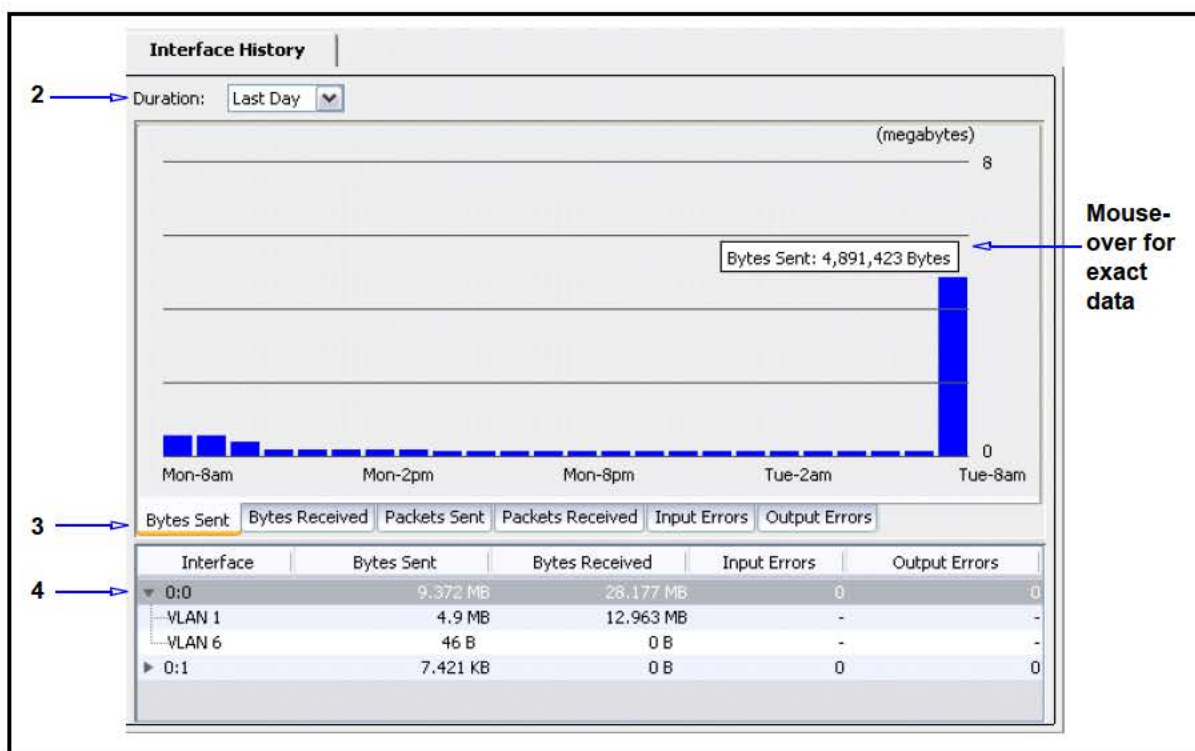 Interface History
2
Duration: Last Day
(megabytes)
8
Mouse-
over for
exact
data
Bytes Sent: 4,891,423 Bytes
0
Mon-8am Mon-2pm Mon-8pm Tue-2am Tue-8am
3
Bytes Sent Bytes Received Packets Sent Packets Received Input Errors Output Errors
Interface Bytes Sent Bytes Received Input Errors Output Errors
4
0:0 9.372 MB 28.177 MB 0 0
VLAN 1 4.9 MB 12.963 MB - -
VLAN 6 46 B 0 B - -
0:1 7.421 KB 0 B 0 0